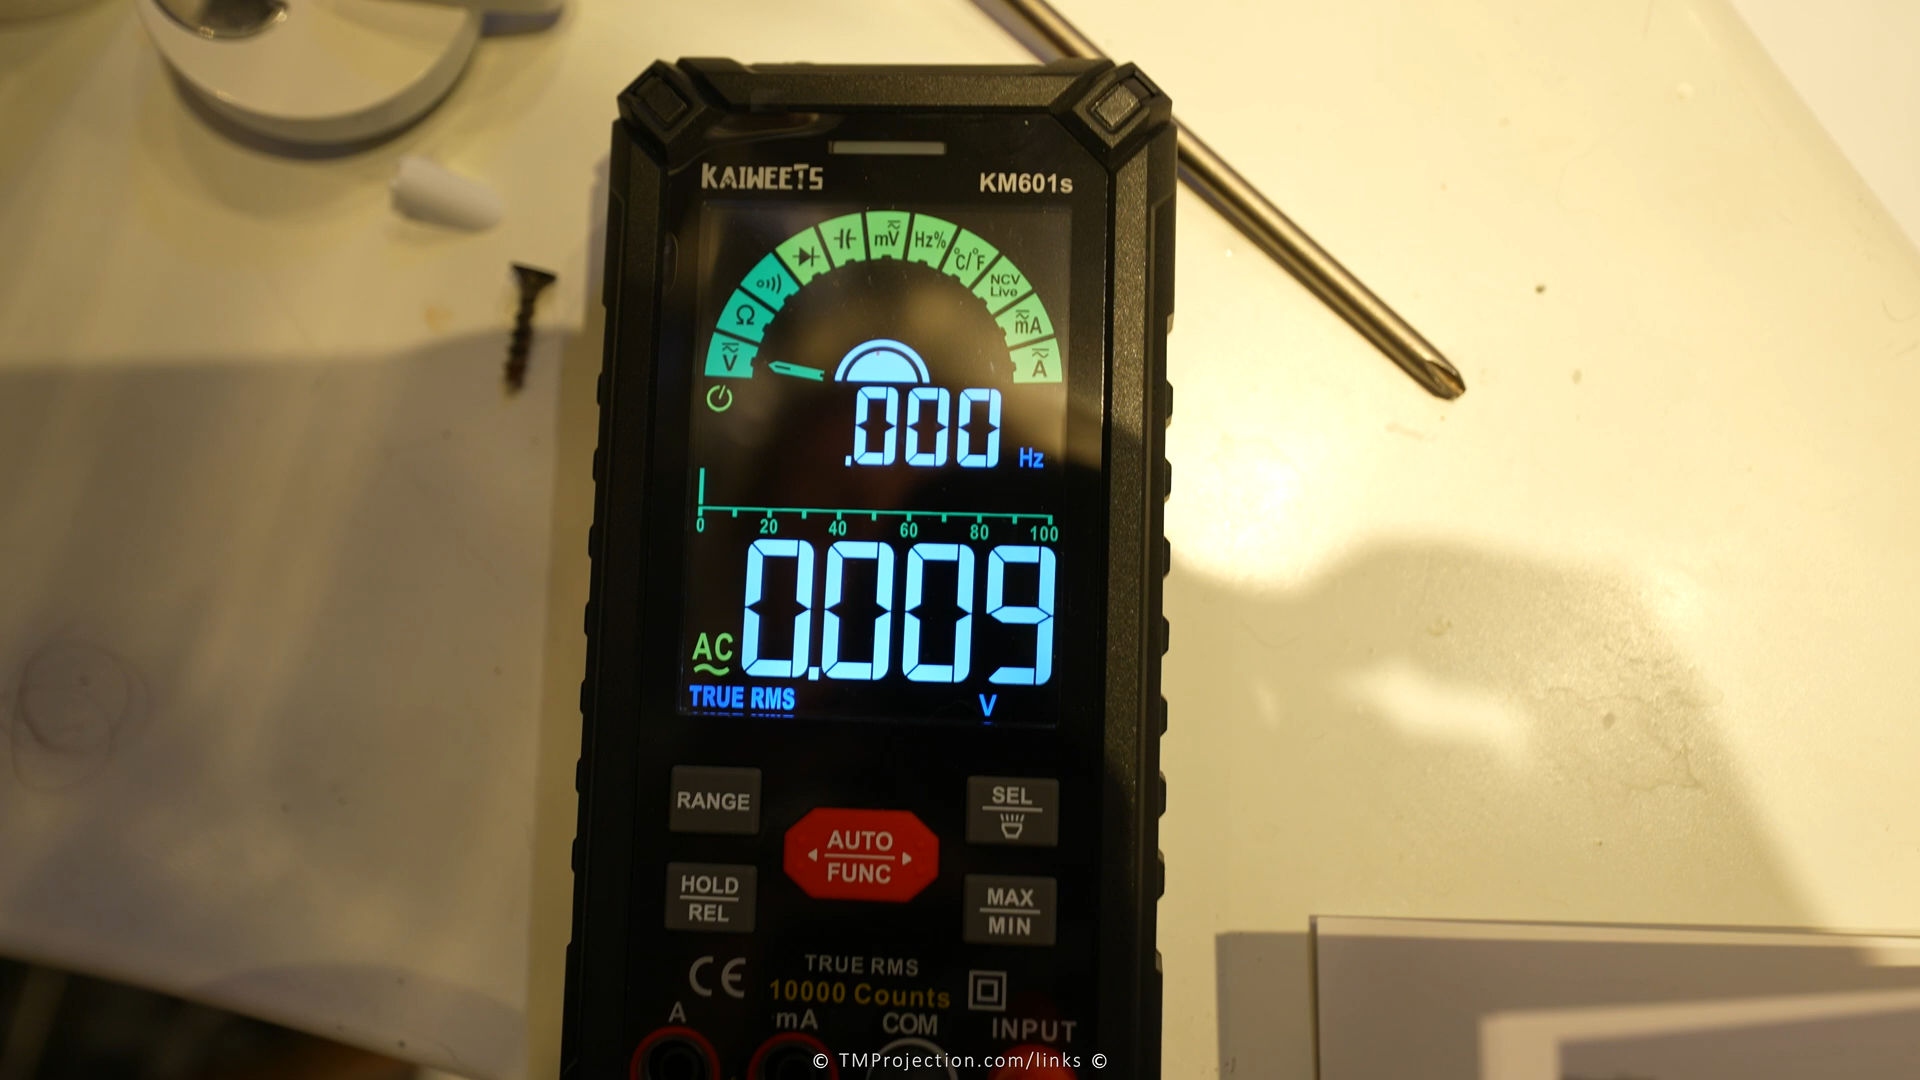 KAIWEETS KM601s
V Ω mV Hz% °C/°F NCV Live mA A
.000 Hz
0 20 40 60 80 100
AC 0.009
TRUE RMS V
RANGE SEL
AUTO
FUNC
HOLD
REL
MAX
MIN
CE TRUE RMS
10000 Counts
A mA COM INPUT
© TMProjection.com/links ©